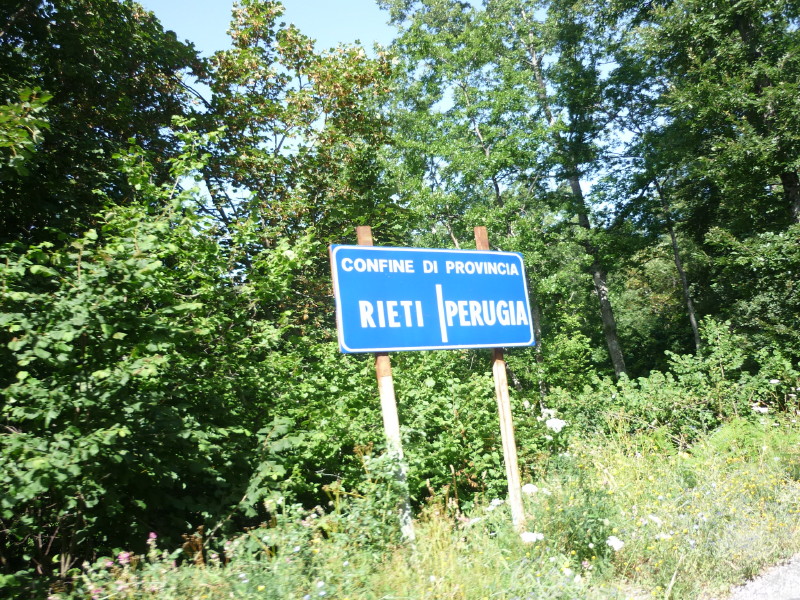 CONFINE DI PROVINCIA
RIETI | PERUGIA